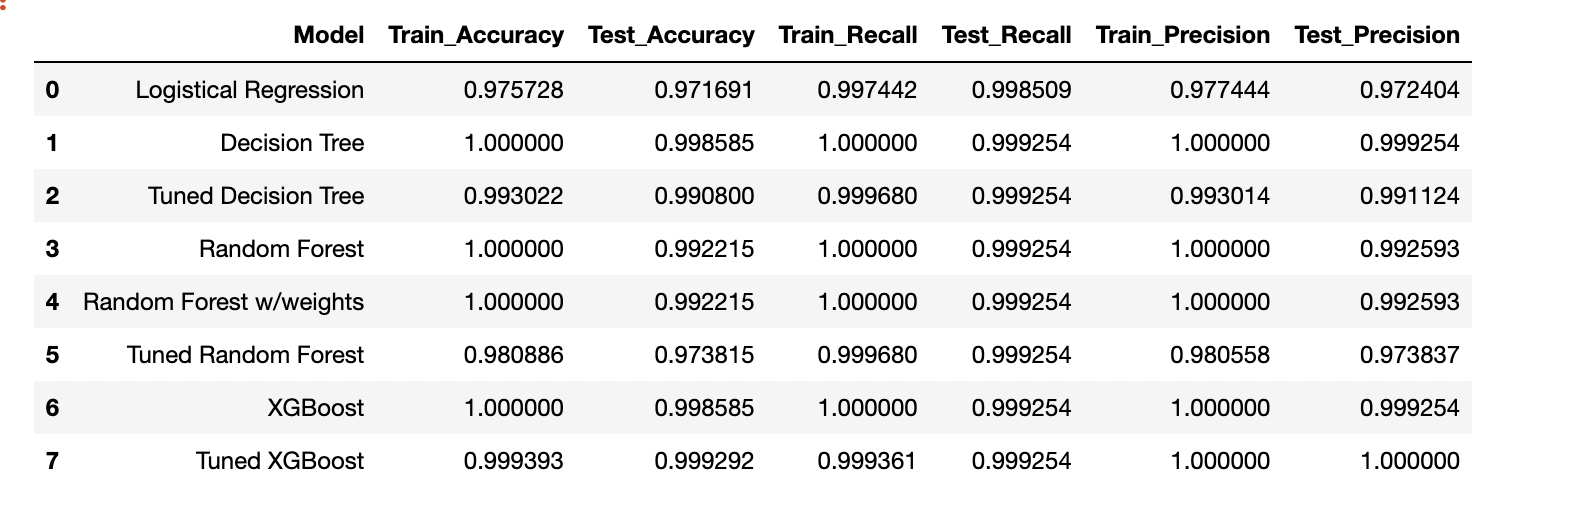 Model Train_Accuracy Test_Accuracy Train_Recall Test_Recall Train_Precision Test_Precision
0 Logistical Regression 0.975728 0.971691 0.997442 0.998509 0.977444 0.972404
1 Decision Tree 1.000000 0.998585 1.000000 0.999254 1.000000 0.999254
2 Tuned Decision Tree 0.993022 0.990800 0.999680 0.999254 0.993014 0.991124
3 Random Forest 1.000000 0.992215 1.000000 0.999254 1.000000 0.992593
4 Random Forest w/weights 1.000000 0.992215 1.000000 0.999254 1.000000 0.992593
5 Tuned Random Forest 0.980886 0.973815 0.999680 0.999254 0.980558 0.973837
6 XGBoost 1.000000 0.998585 1.000000 0.999254 1.000000 0.999254
7 Tuned XGBoost 0.999393 0.999292 0.999361 0.999254 1.000000 1.000000